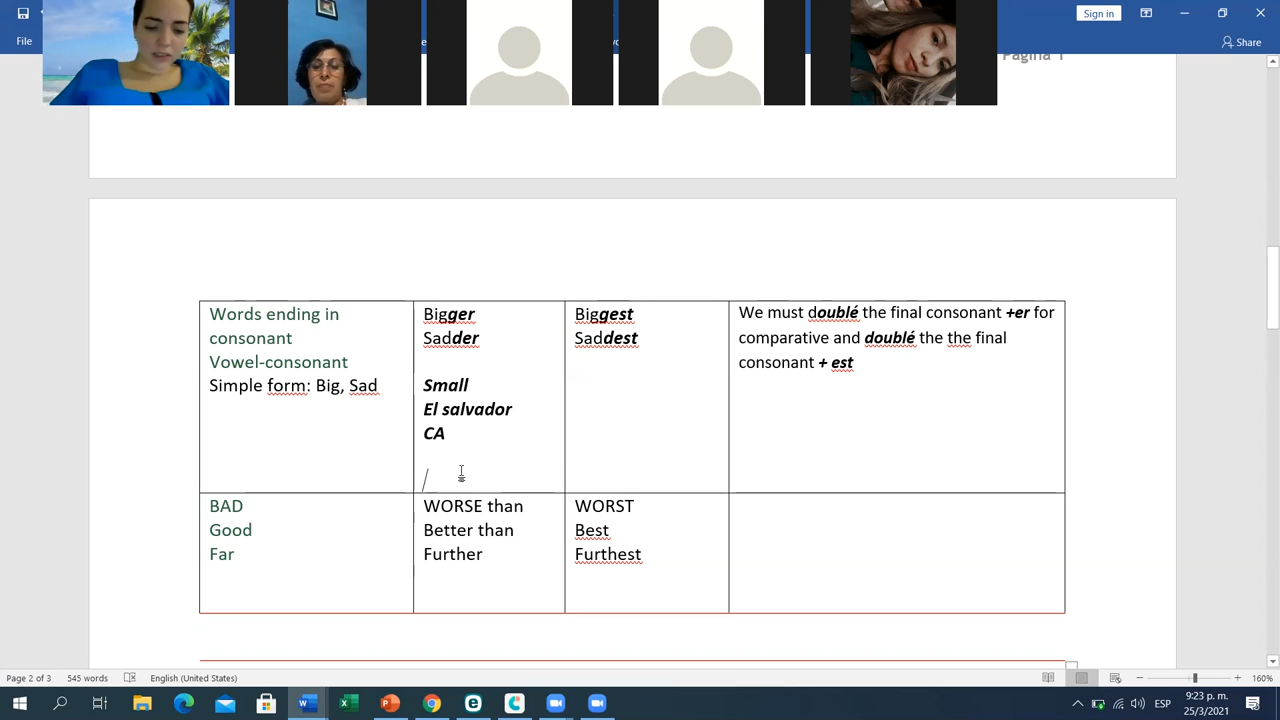 Sign in
File
Share
Página 1
Words ending in
consonant
Vowel-consonant
Simple form: Big, Sad
Bigger
Sadder
Small
El salvador
CA
Biggest
Saddest
We must doublé the final consonant +er for
comparative and doublé the the final
consonant + est
BAD
Good
Far
WORSE than
Better than
Further
WORST
Best
Furthest
Page 2 of 3
545 words
English (United States)
160%
ESP
9:23 p. m.
25/3/2021